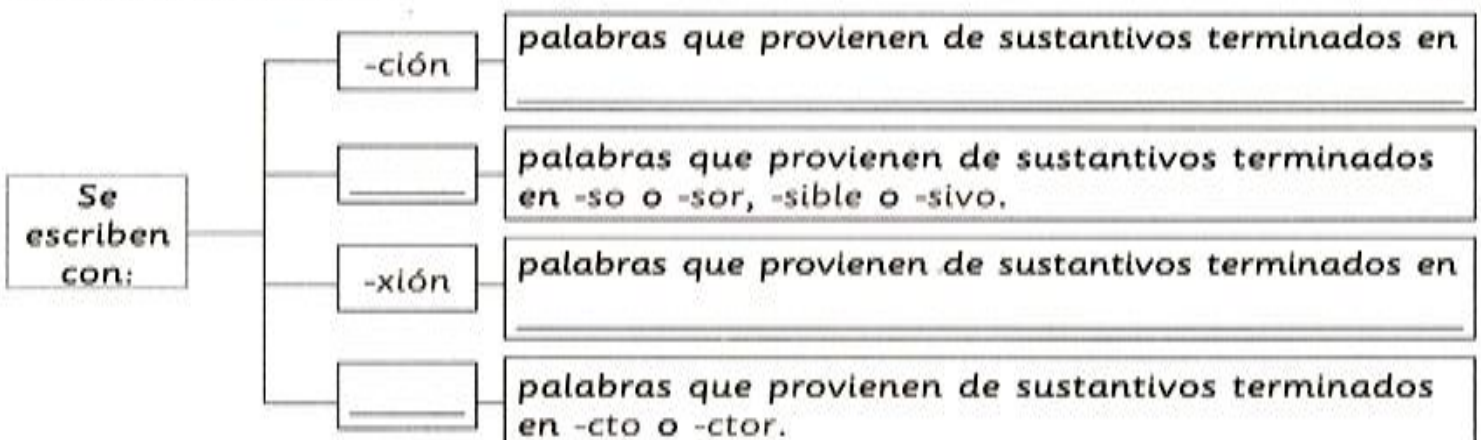 Se
escriben
con:
-ción
palabras que provienen de sustantivos terminados en
palabras que provienen de sustantivos terminados
en -so o -sor, -sible o -sivo.
-xión
palabras que provienen de sustantivos terminados en
palabras que provienen de sustantivos terminados
en -cto o -ctor.